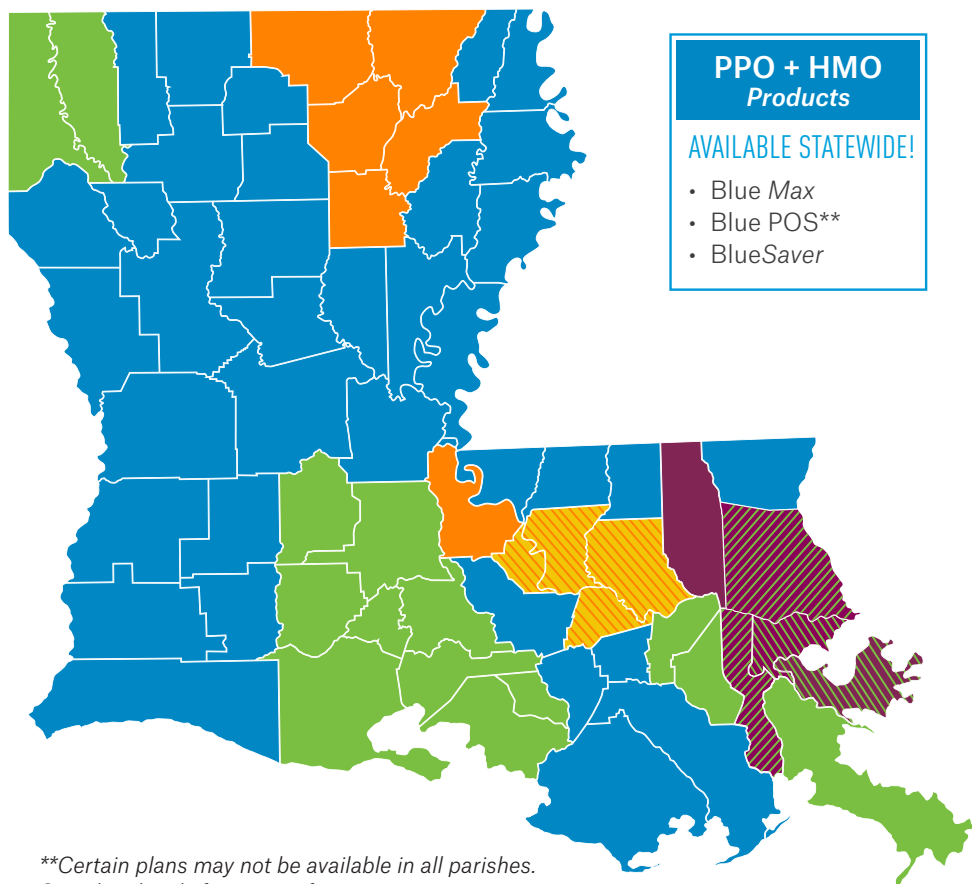 PPO + HMO
Products
AVAILABLE STATEWIDE!
• Blue Max
• Blue POS**
• BlueSaver
**Certain plans may not be available in all parishes.